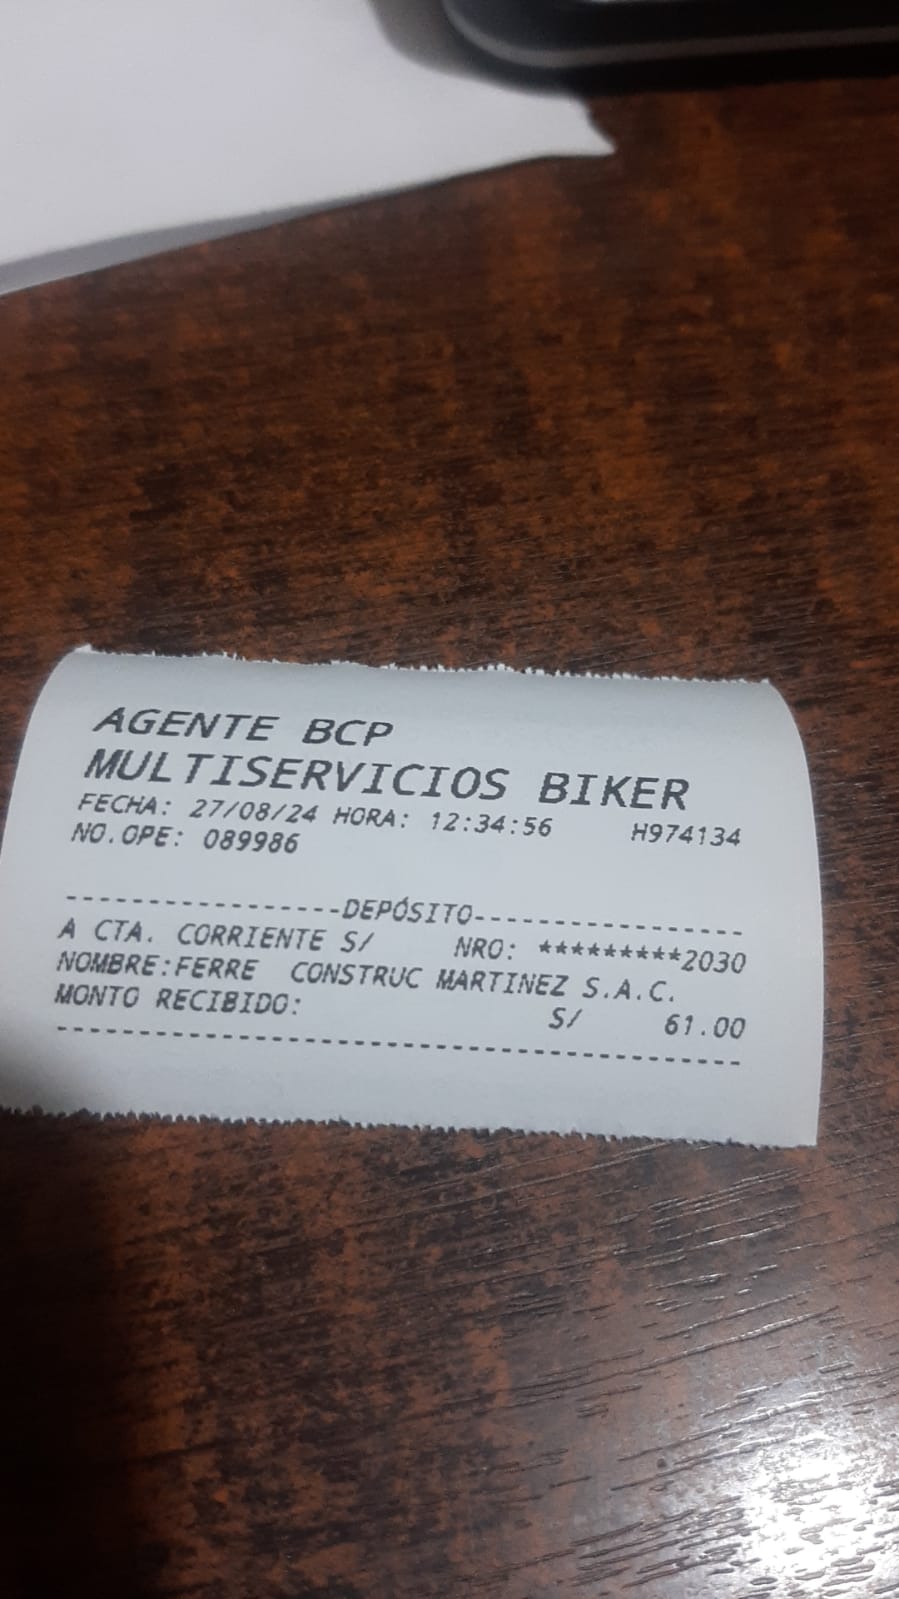 AGENTE BCP
MULTISERVICIOS BIKER
FECHA: 27/08/24 HORA: 12:34:56 H974134
NO.OPE: 089986
-----------------DEPÓSITO-----------------
A CTA. CORRIENTE S/ NRO: *********2030
NOMBRE:FERRE CONSTRUC MARTINEZ S.A.C.
MONTO RECIBIDO: S/ 61.00